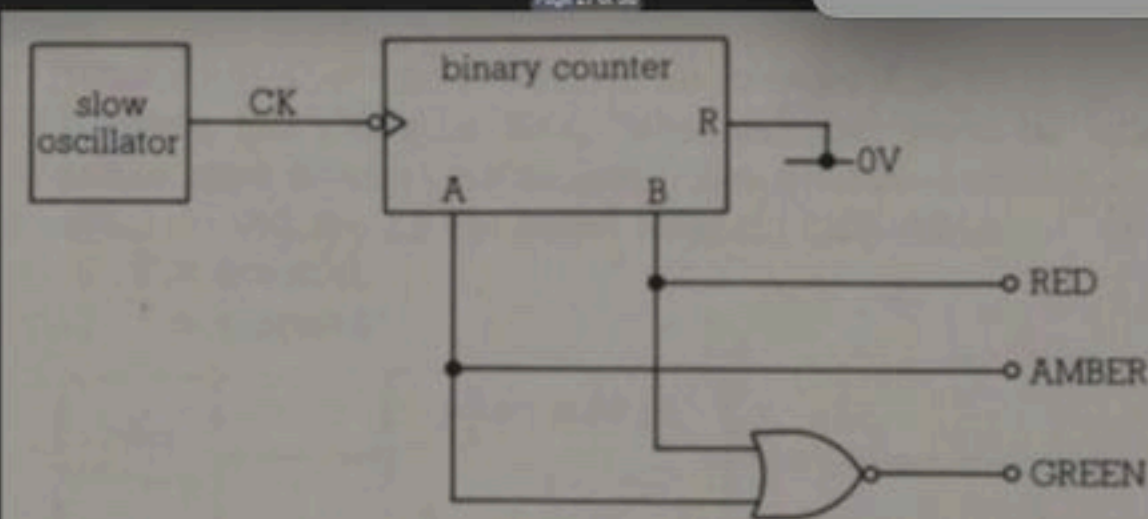 binary counter
slow
oscillator
CK
R
0V
A
B
RED
AMBER
GREEN